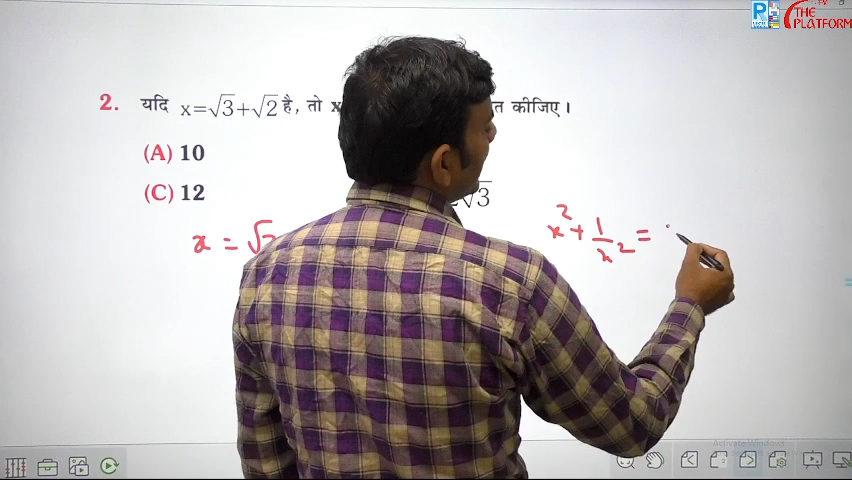 THE
PLATFORM
2. यदि x=√3+√2 है, तो x कीजिए।
(A) 10
(C) 12
√3
x = √
x² + 1/x² =
Activate Windows